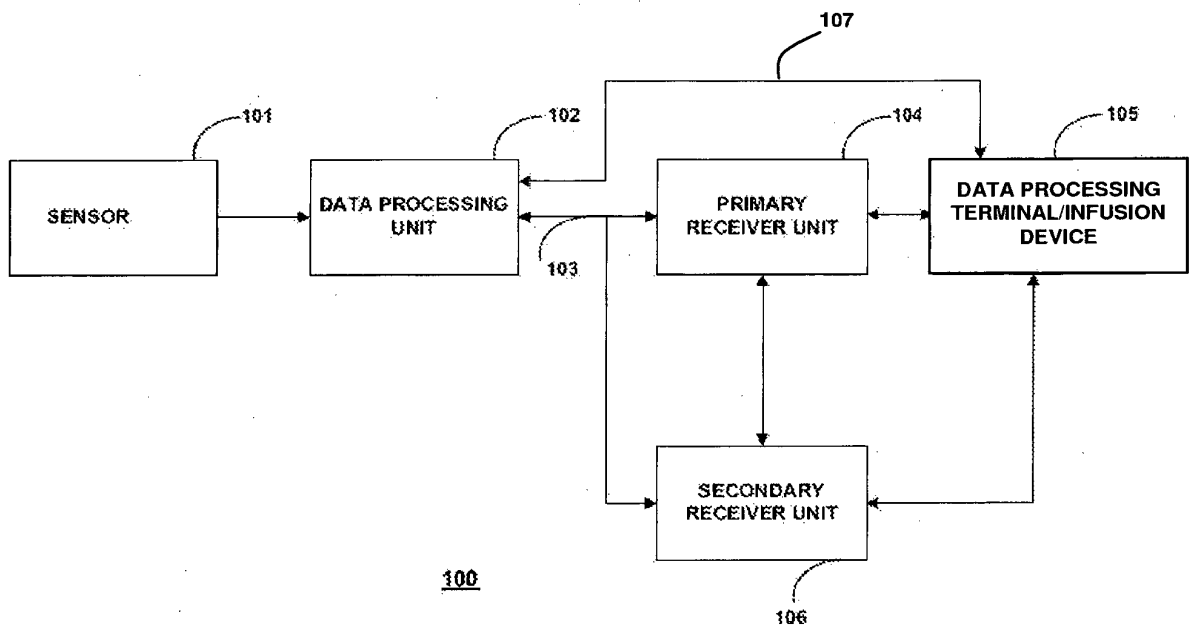 107
101
102
104
105
SENSOR
DATA PROCESSING
UNIT
PRIMARY
RECEIVER UNIT
DATA PROCESSING
TERMINAL/INFUSION
DEVICE
103
SECONDARY
RECEIVER UNIT
100
106